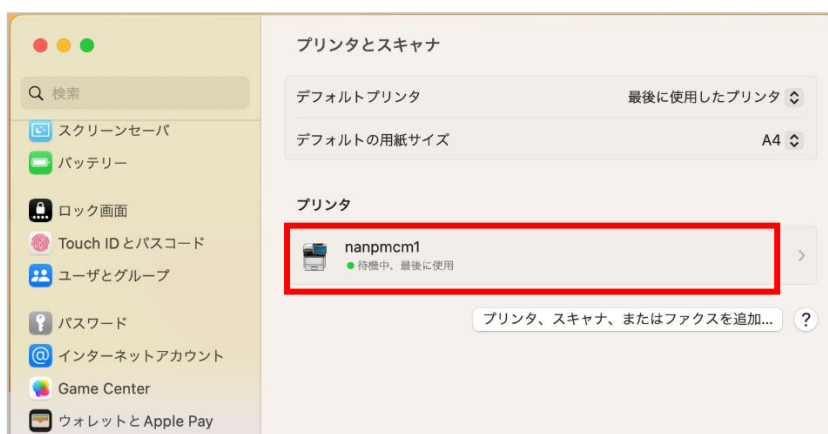 プリンタとスキャナ
検索
デフォルトプリンタ 最後に使用したプリンタ
スクリーンセーバ
デフォルトの用紙サイズ A4
バッテリー
ロック画面
プリンタ
Touch IDとパスコード
nanpmcm1
待機中、最後に使用
ユーザとグループ
パスワード
プリンタ、スキャナ、またはファクスを追加... ?
インターネットアカウント
Game Center
ウォレットとApple Pay